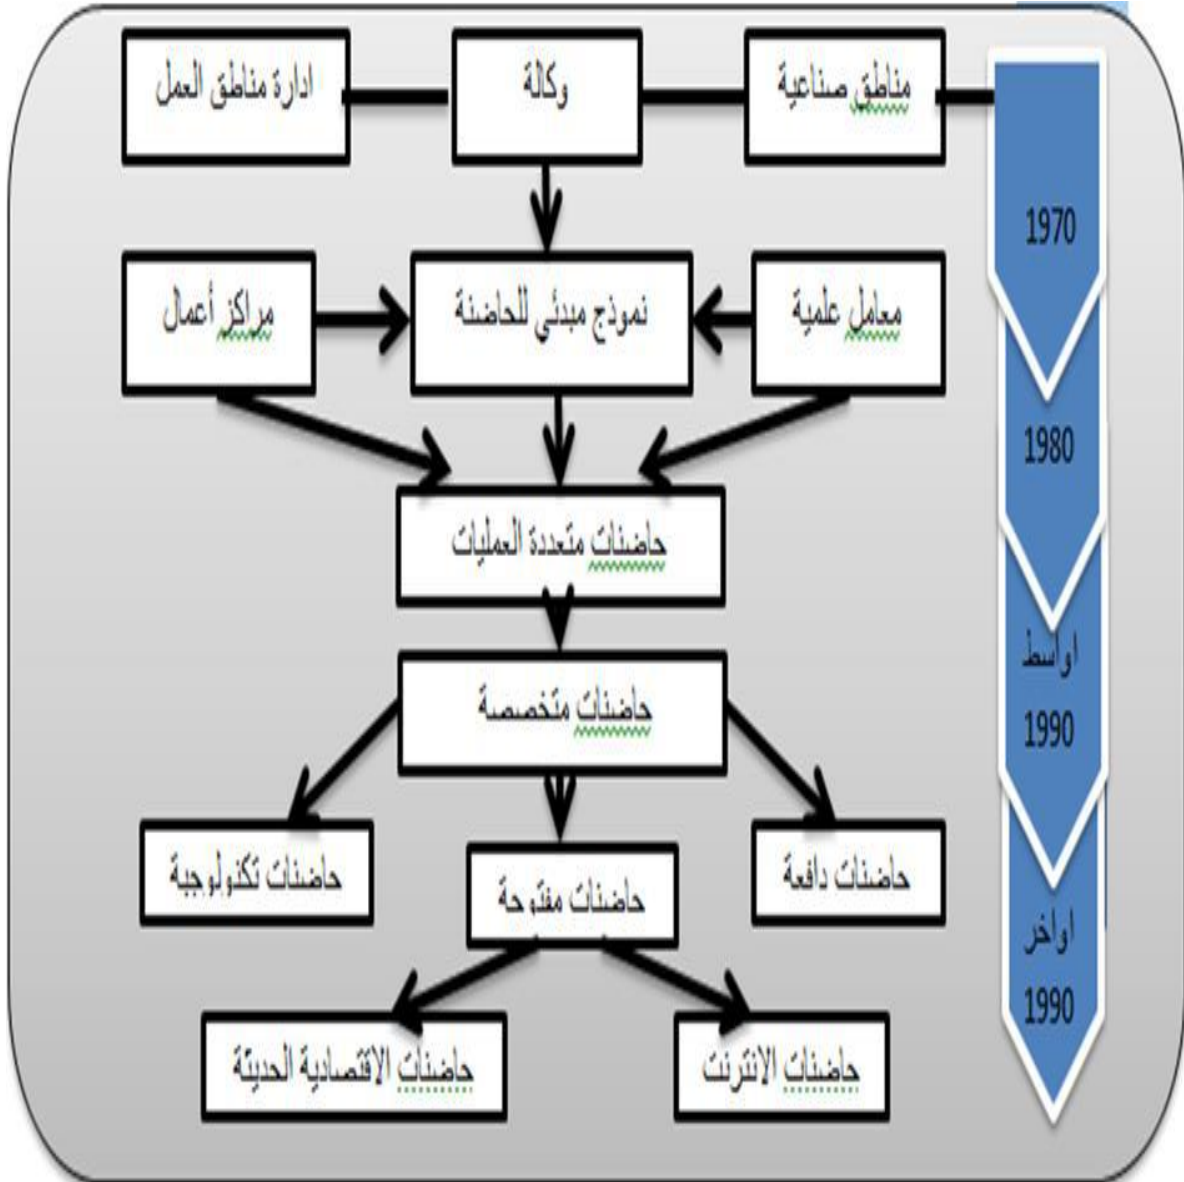 مناطق صناعية
وكالة
ادارة مناطق العمل
1970
معامل علمية
نموذج مبدئي للحاضنة
مراكز أعمال
1980
حاضنات متعددة العمليات
اواسط
1990
حاضنات متخصصة
حاضنات دافعة
حاضنات مفتوحة
حاضنات تكنولوجية
اواخر
1990
حاضنات الانترنت
حاضنات الاقتصادية الحديثة